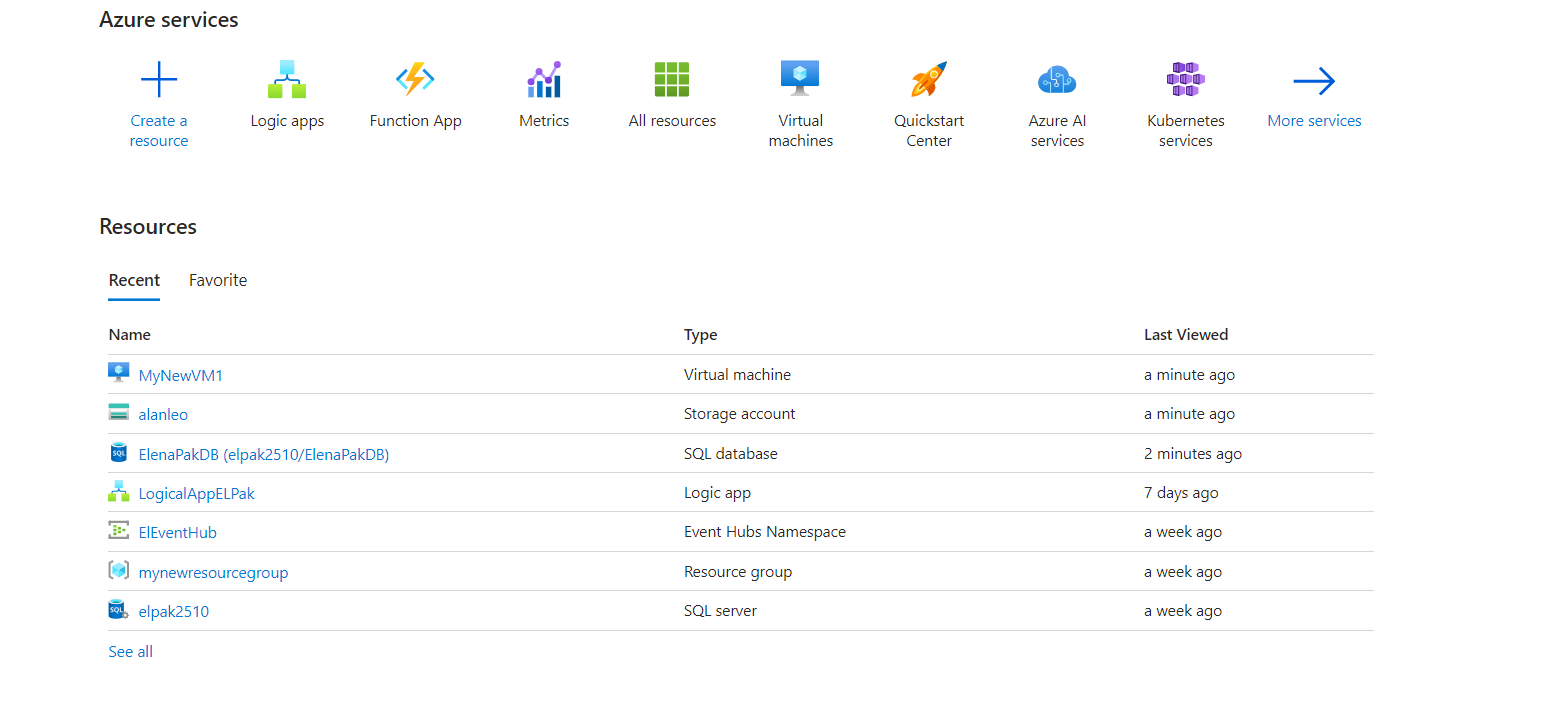 Azure services
Create a
resource
Logic apps
Function App
Metrics
All resources
Virtual
machines
Quickstart
Center
Azure AI
services
Kubernetes
services
More services
Resources
Recent Favorite
Name Type Last Viewed
MyNewVM1 Virtual machine a minute ago
alanleo Storage account a minute ago
SQL ElenaPakDB (elpak2510/ElenaPakDB) SQL database 2 minutes ago
LogicalAppELPak Logic app 7 days ago
ElEventHub Event Hubs Namespace a week ago
mynewresourcegroup Resource group a week ago
SQL elpak2510 SQL server a week ago
See all